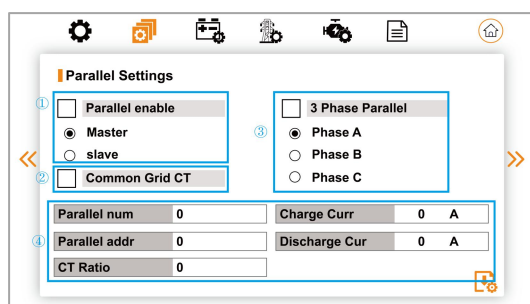 Parallel Settings
① Parallel enable
Master
slave
② Common Grid CT
③ 3 Phase Parallel
Phase A
Phase B
Phase C
④ Parallel num 0 Charge Curr 0 A
Parallel addr 0 Discharge Cur 0 A
CT Ratio 0